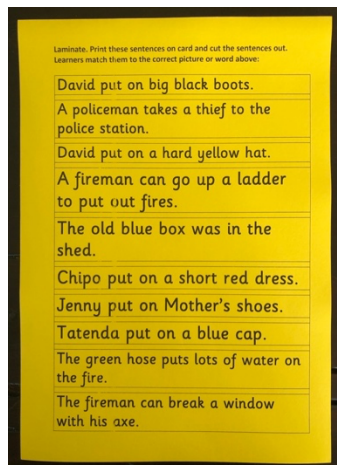 Laminate. Print these sentences on card and cut the sentences out.
Learners match them to the correct picture or word above:
David put on big black boots.
A policeman takes a thief to the
police station.
David put on a hard yellow hat.
A fireman can go up a ladder
to put out fires.
The old blue box was in the
shed.
Chipo put on a short red dress.
Jenny put on Mother's shoes.
Tatenda put on a blue cap.
The green hose puts lots of water on
the fire.
The fireman can break a window
with his axe.